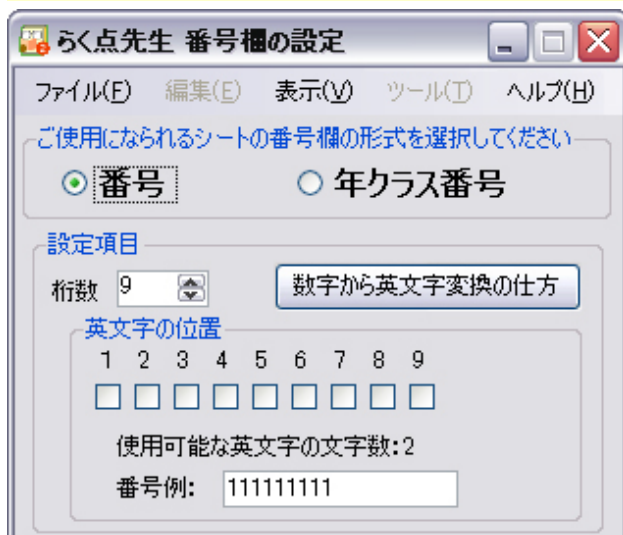 らく点先生 番号欄の設定
ファイル(F) 編集(E) 表示(V) ツール(T) ヘルプ(H)
ご使用になられるシートの番号欄の形式を選択してください
番号 年クラス番号
設定項目
桁数 9 数字から英文字変換の仕方
英文字の位置
1 2 3 4 5 6 7 8 9
使用可能な英文字の文字数:2
番号例: 111111111